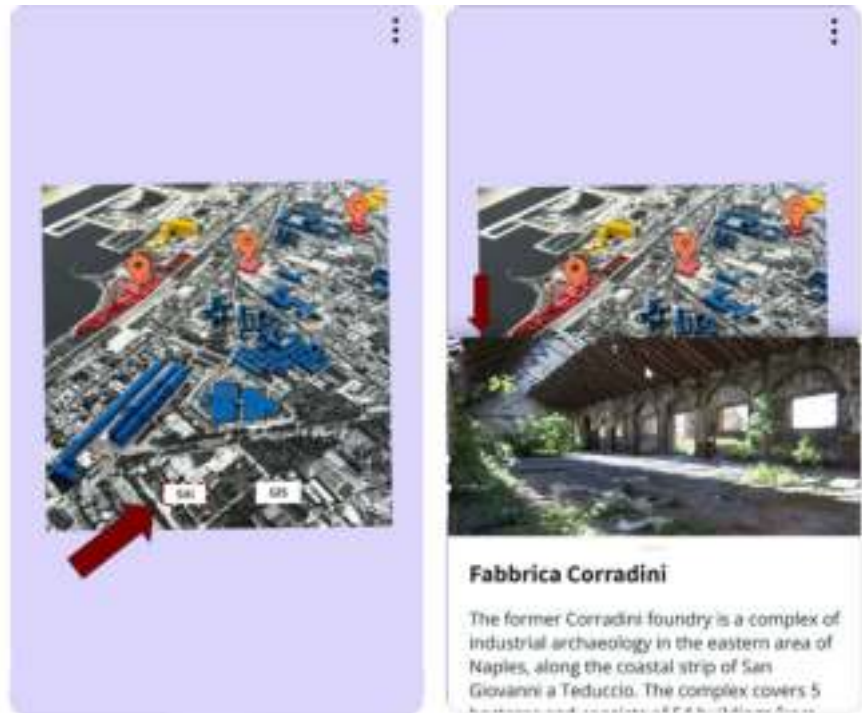 GIS
Fabbrica Corradini
The former Corradini foundry is a complex of
industrial archaeology in the eastern area of
Naples, along the coastal strip of San
Giovanni a Teduccio. The complex covers 5